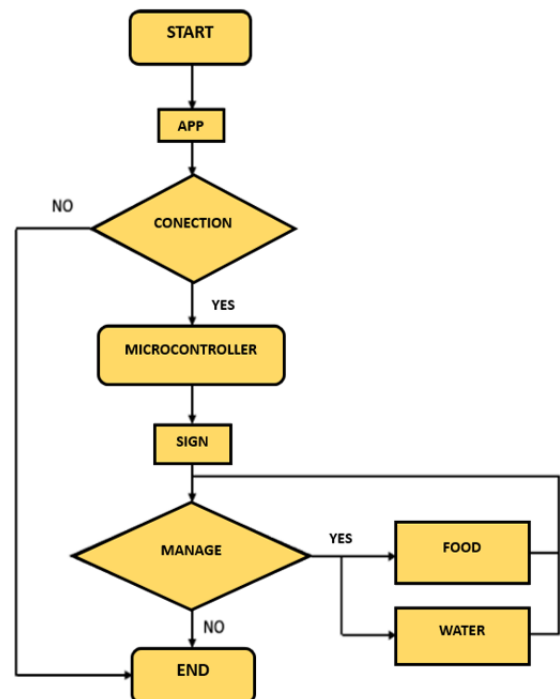 START
APP
NO
CONECTION
YES
MICROCONTROLLER
SIGN
MANAGE
YES
FOOD
WATER
NO
END